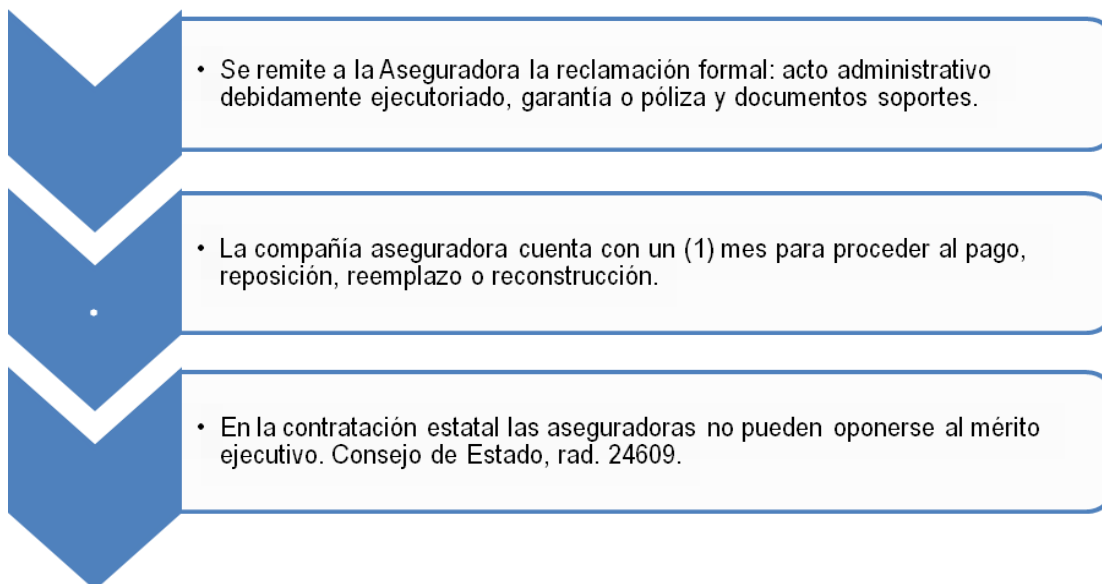 • Se remite a la Aseguradora la reclamación formal: acto administrativo
debidamente ejecutoriado, garantía o póliza y documentos soportes.
• La compañía aseguradora cuenta con un (1) mes para proceder al pago,
reposición, reemplazo o reconstrucción.
• En la contratación estatal las aseguradoras no pueden oponerse al mérito
ejecutivo. Consejo de Estado, rad. 24609.